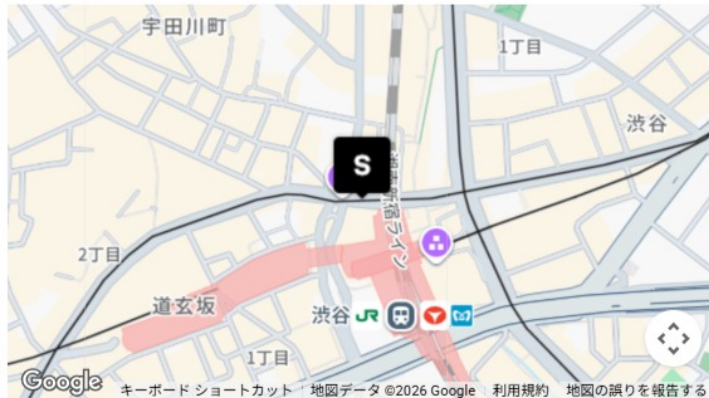 宇田川町
1丁目
渋谷
S
湘南新宿ライン
2丁目
道玄坂
渋谷 JR
1丁目
Google
キーボード ショートカット 地図データ ©2026 Google 利用規約 地図の誤りを報告する